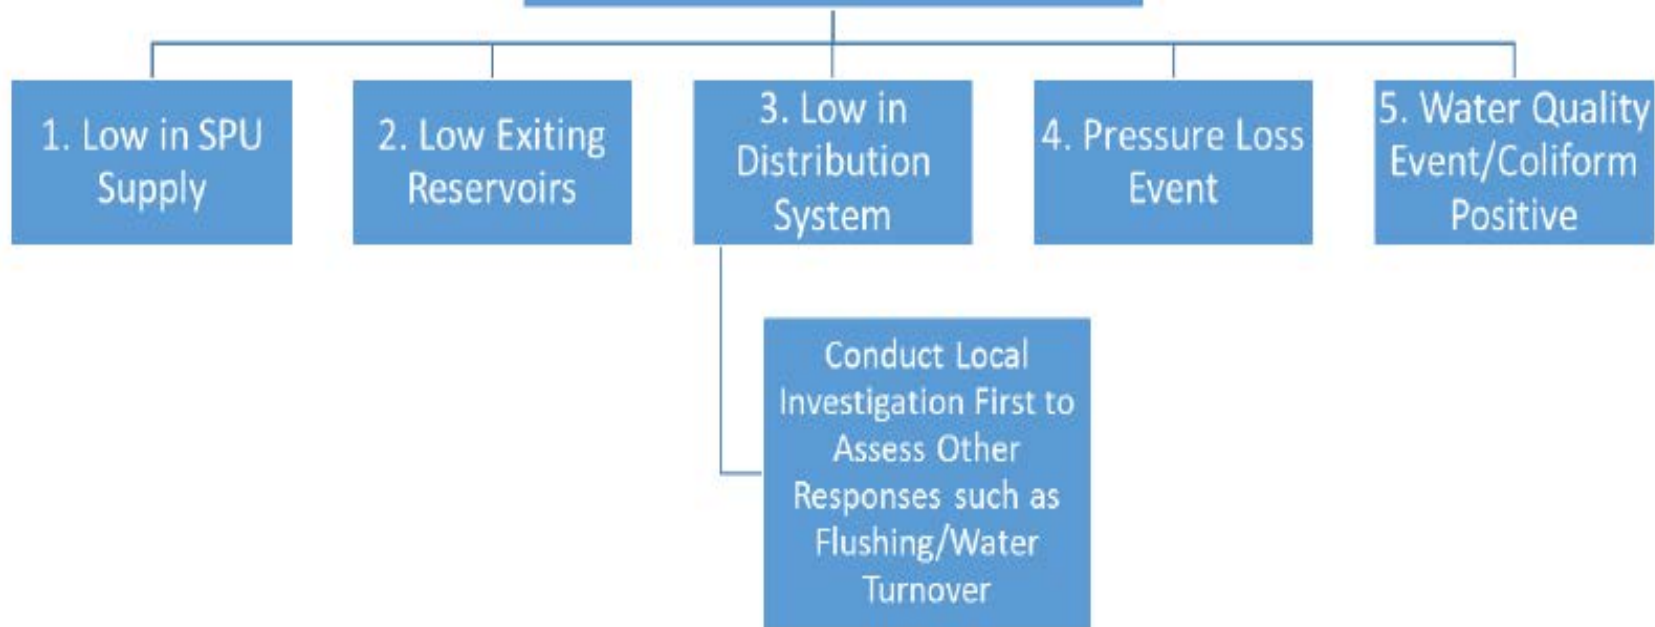 1. Low in SPU
Supply
2. Low Exiting
Reservoirs
3. Low in
Distribution
System
4. Pressure Loss
Event
5. Water Quality
Event/Coliform
Positive
Conduct Local
Investigation First to
Assess Other
Responses such as
Flushing/Water
Turnover